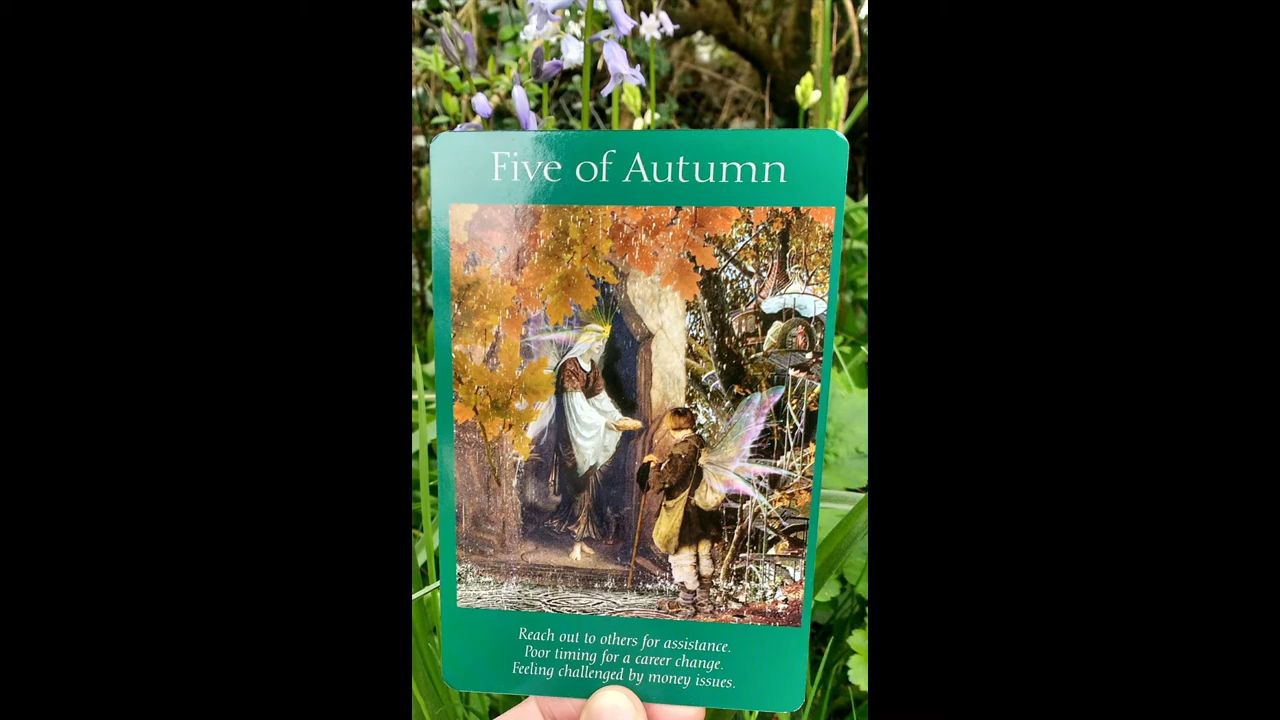 Five of Autumn
Reach out to others for assistance.
Poor timing for a career change.
Feeling challenged by money issues.